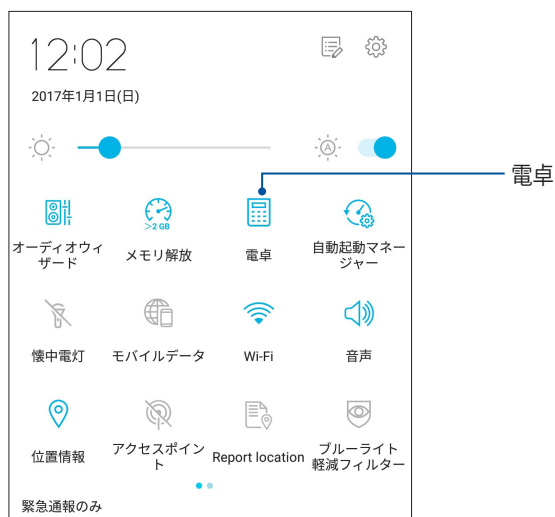 12:02
2017年1月1日(日)
A
電卓
>2 GB
オーディオウィ
ザード
メモリ解放
電卓
自動起動マネー
ジャー
懐中電灯
モバイルデータ
Wi-Fi
音声
位置情報
アクセスポイン
ト
Report location
ブルーライト
軽減フィルター
緊急通報のみ